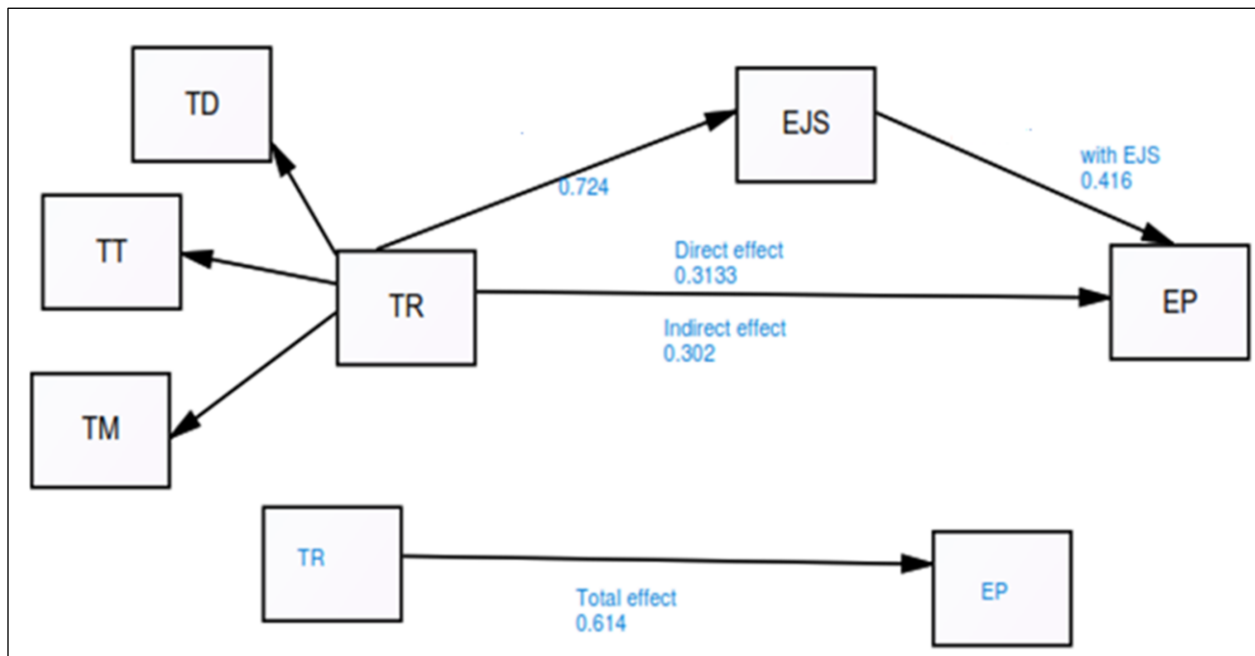 TD
EJS
with EJS
0.416
0.724
TT
Direct effect
0.3133
TR
EP
Indirect effect
0.302
TM
TR
EP
Total effect
0.614